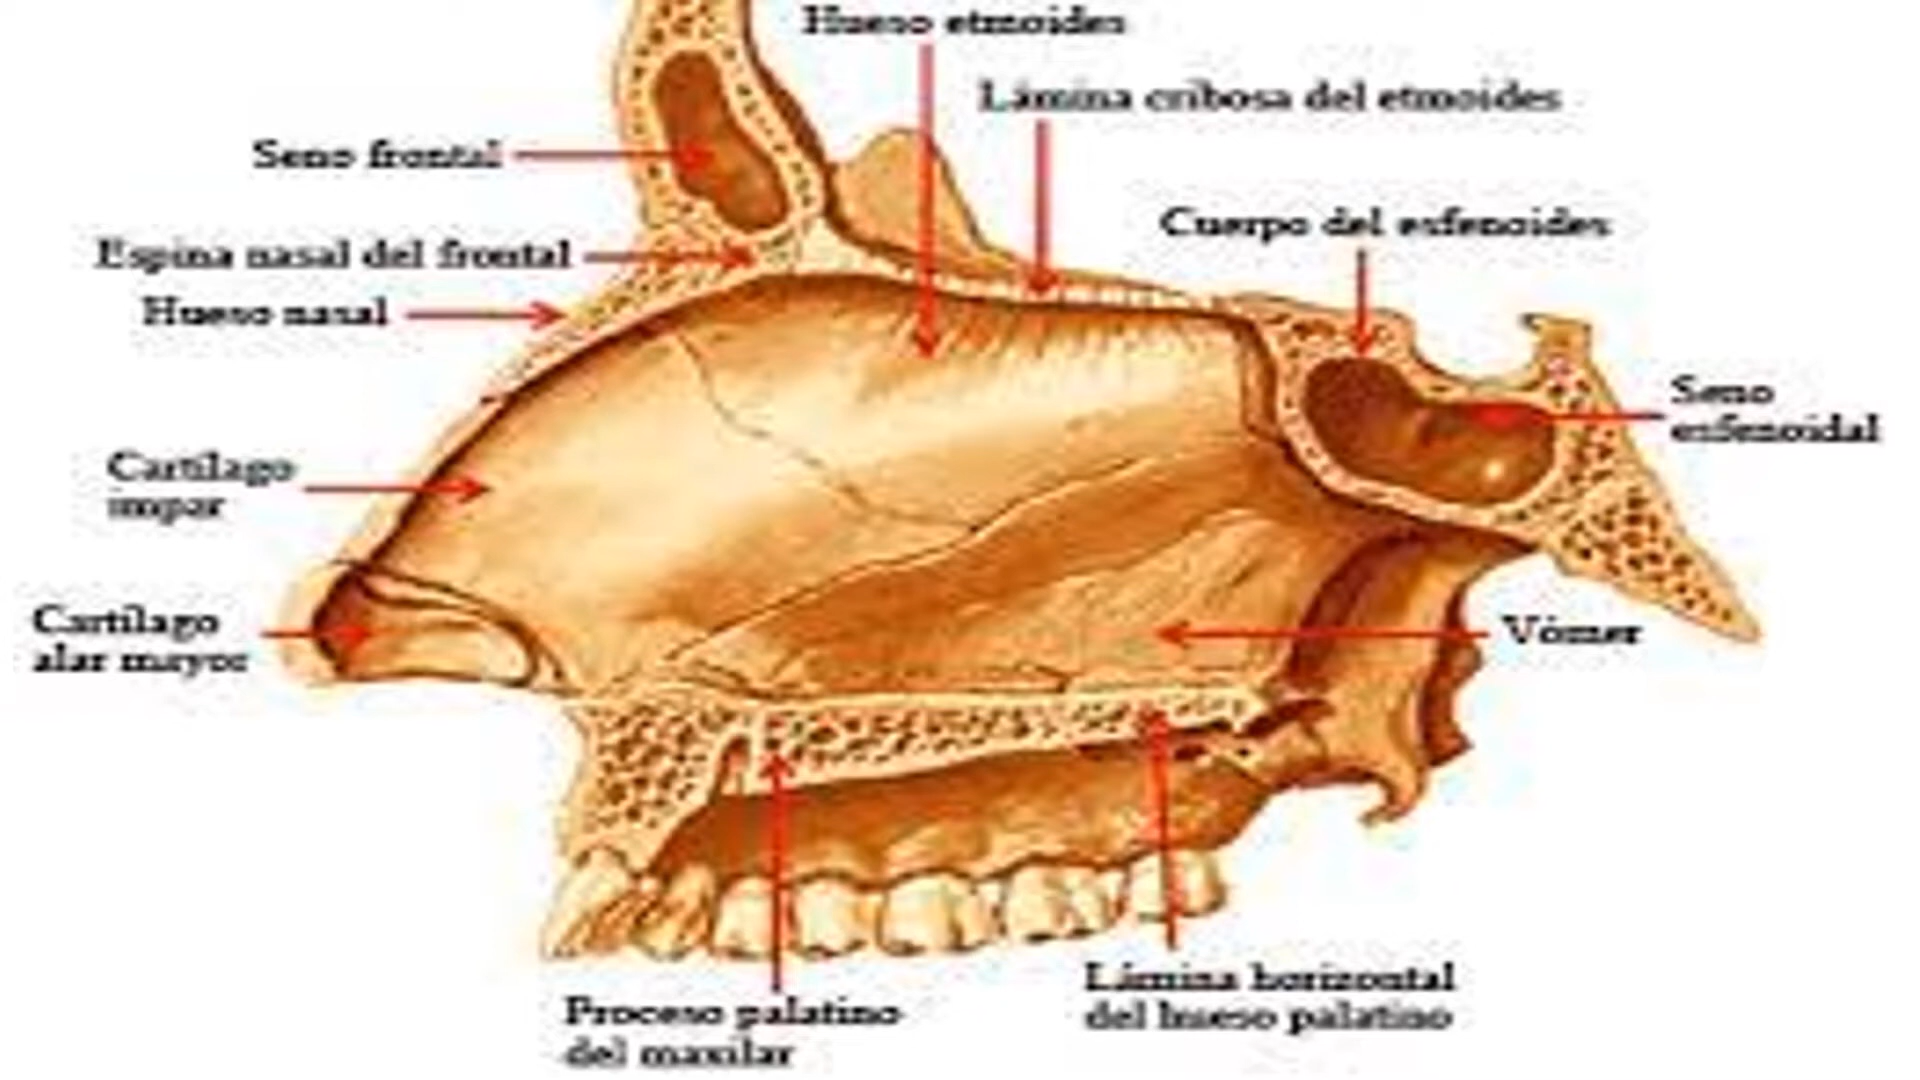 Hueso etmoides
Lámina cribosa del etmoides
Seno frontal
Cuerpo del esfenoides
Espina nasal del frontal
Hueso nasal
Seno
esfenoidal
Cartílago
impar
Cartílago
alar mayor
Vómer
Lámina horizontal
del hueso palatino
Proceso palatino
del maxilar